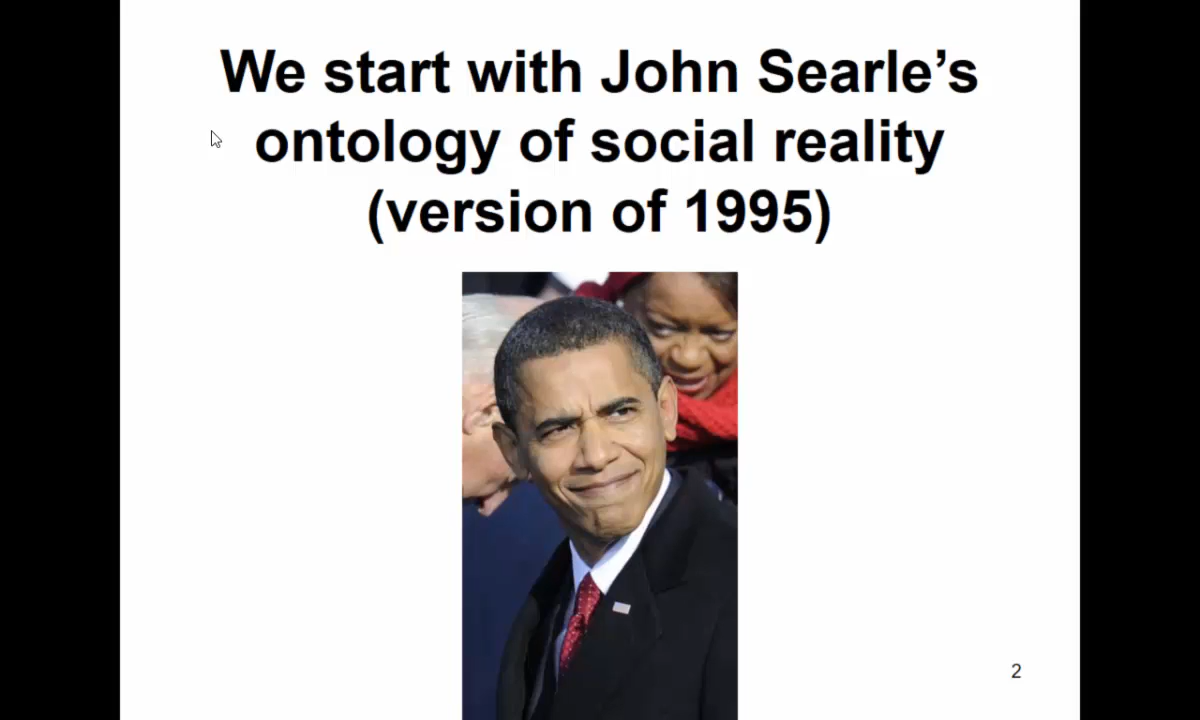 We start with John Searle’s
ontology of social reality
(version of 1995)
2